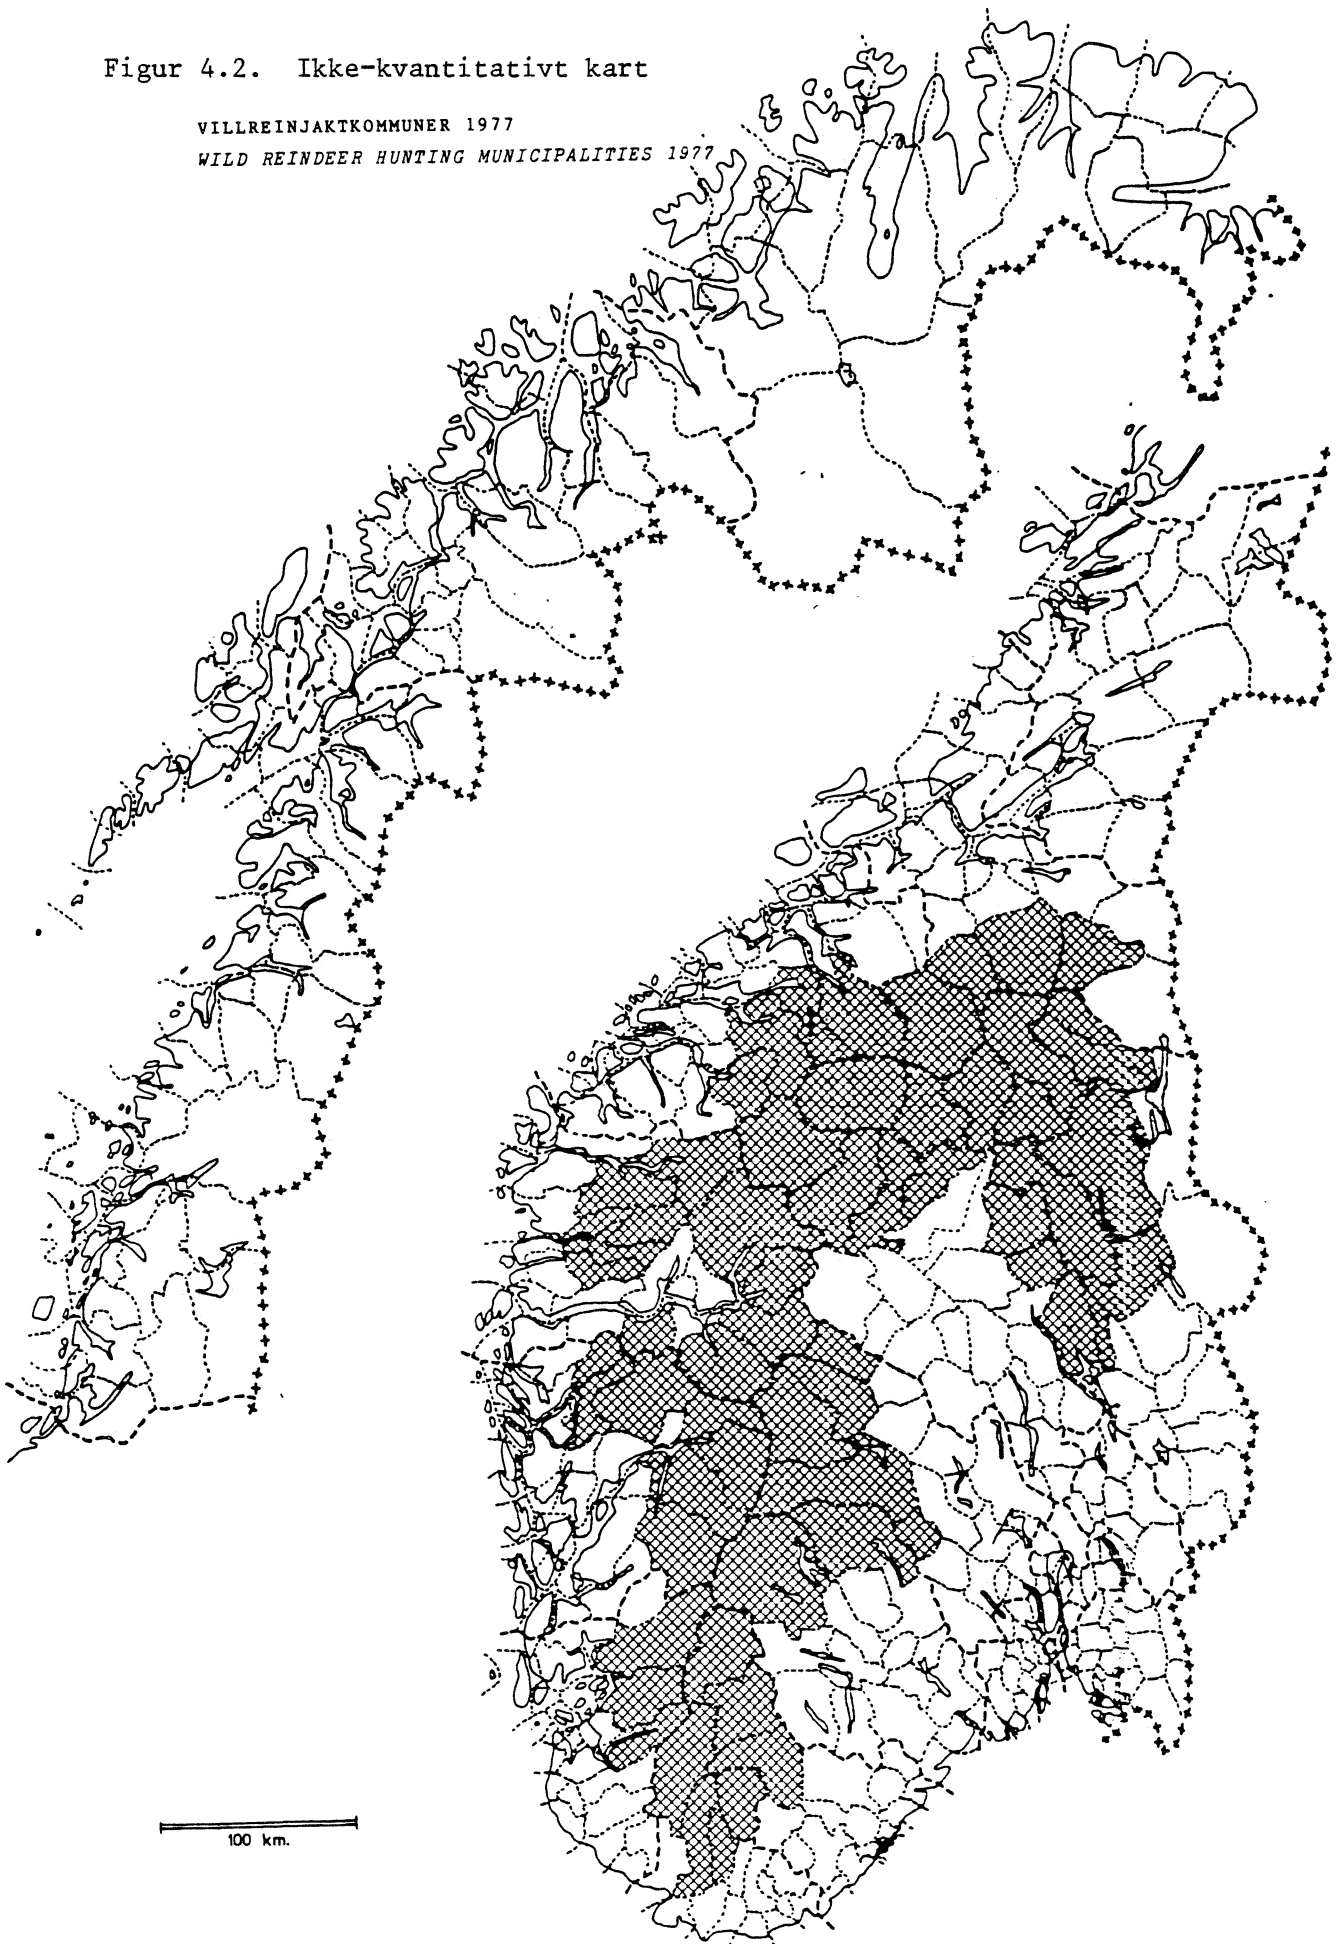 Figur 4.2. Ikke-kvantitativt kart
VILLREINJAKTKOMMUNER 1977
WILD REINDEER HUNTING MUNICIPALITIES 1977
100 km.